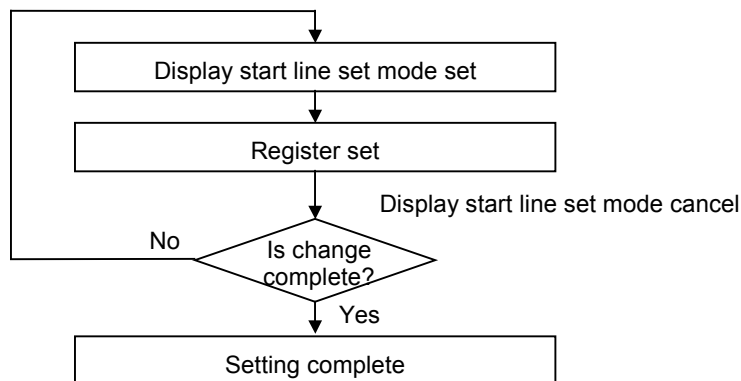 Display start line set mode set
Register set
Display start line set mode cancel
No
Is change
complete?
Yes
Setting complete